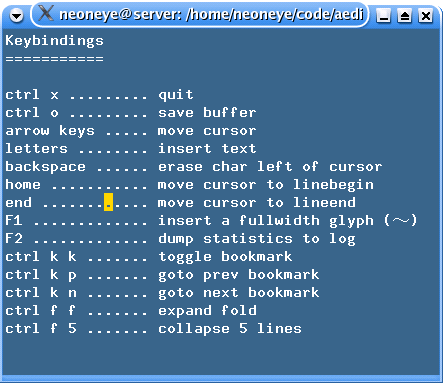 neoneye@server: /home/neoneye/code/aedi
Keybindings
===========
ctrl x ......... quit
ctrl o ......... save buffer
arrow keys ..... move cursor
letters ........ insert text
backspace ...... erase char left of cursor
home ........... move cursor to linebegin
end ............ move cursor to lineend
F1 ............. insert a fullwidth glyph (～)
F2 ............. dump statistics to log
ctrl k k ....... toggle bookmark
ctrl k p ....... goto prev bookmark
ctrl k n ....... goto next bookmark
ctrl f f ....... expand fold
ctrl f 5 ....... collapse 5 lines